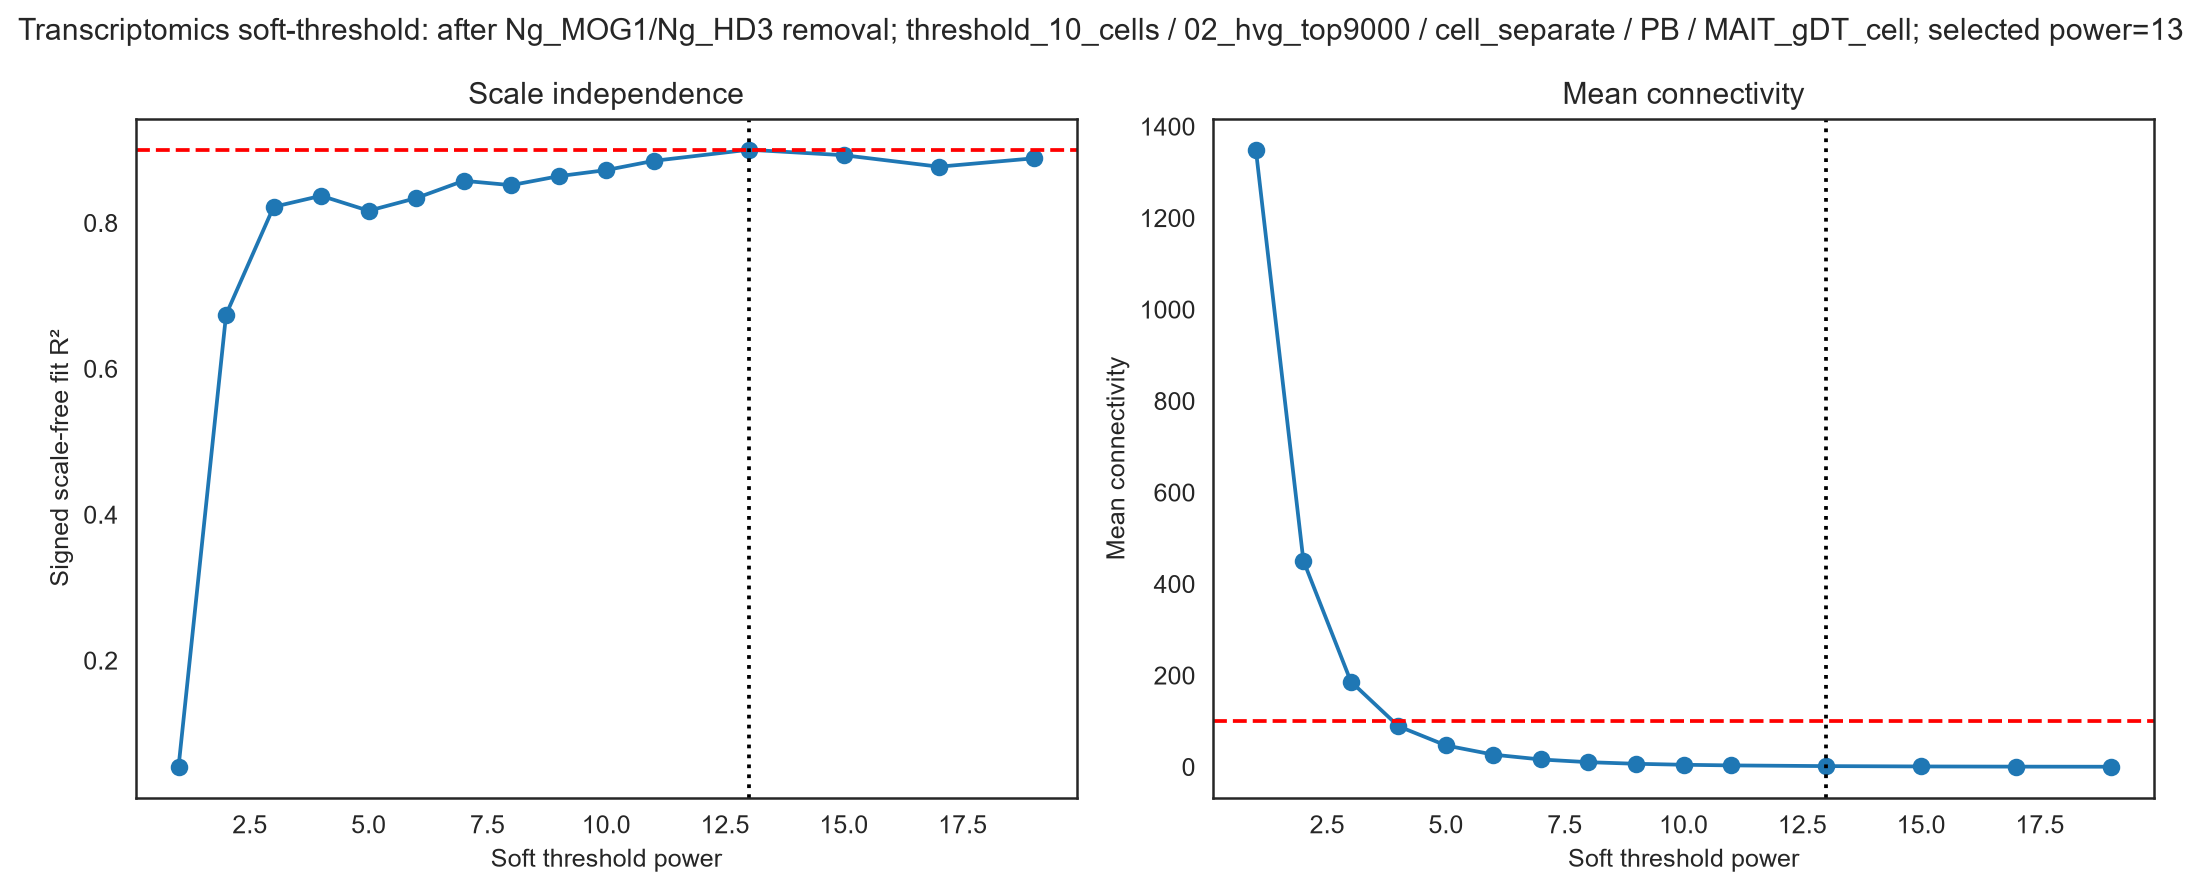 Transcriptomics soft-threshold: after Ng_MOG1/Ng_HD3 removal; threshold_10_cells / 02_hvg_top9000 / cell_separate / PB / MAIT_gDT_cell; selected power=13
Scale independence
Signed scale-free fit R²
0.8
0.6
0.4
0.2
2.5 5.0 7.5 10.0 12.5 15.0 17.5
Soft threshold power
Mean connectivity
Mean connectivity
1400
1200
1000
800
600
400
200
0
2.5 5.0 7.5 10.0 12.5 15.0 17.5
Soft threshold power